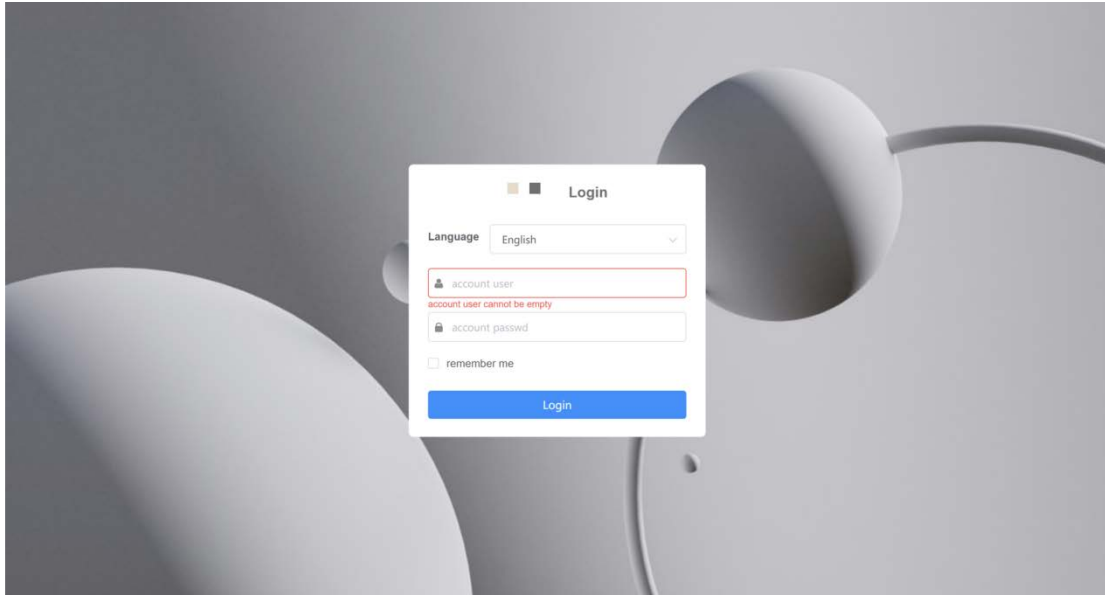 Login
Language English
account user
account user cannot be empty
account passwd
remember me
Login